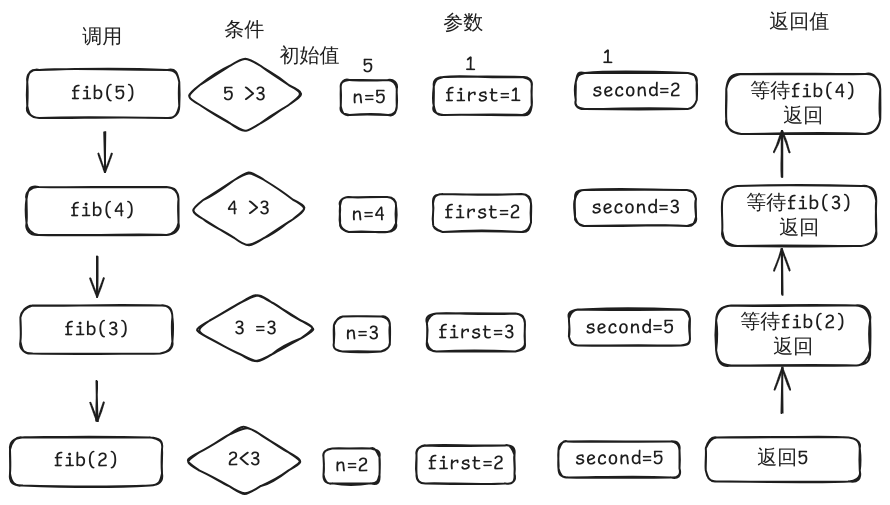 调用
条件
初始值
参数
返回值
5
1
1
fib(5)
5 >3
n=5
first=1
second=2
等待fib(4)
返回
fib(4)
4 >3
n=4
first=2
second=3
等待fib(3)
返回
fib(3)
3 =3
n=3
first=3
second=5
等待fib(2)
返回
fib(2)
2<3
n=2
first=2
second=5
返回5